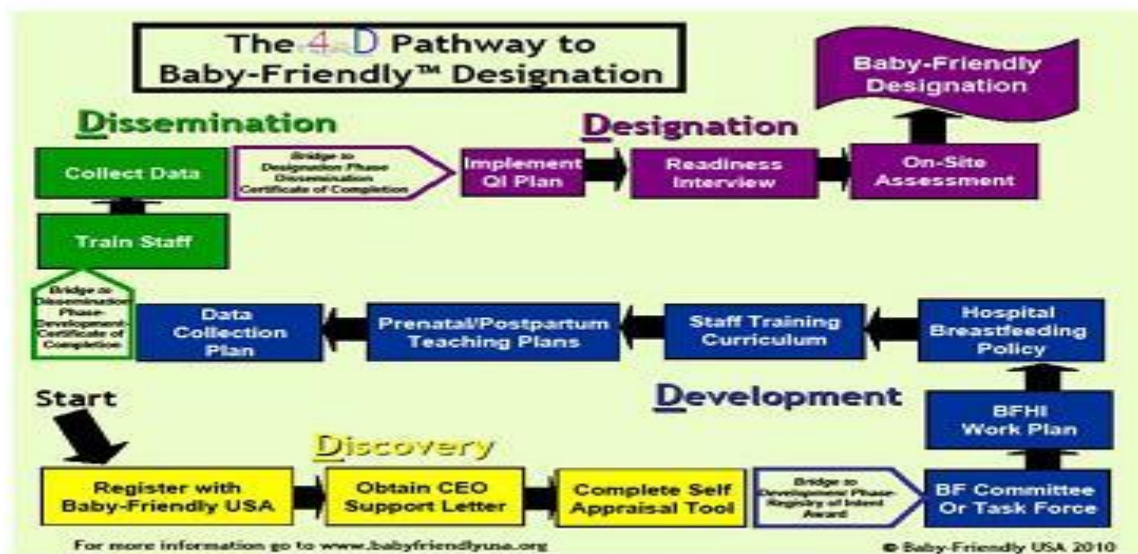 The 4-D Pathway to
Baby-Friendly™ Designation
Baby-Friendly
Designation
Dissemination
Designation
Collect Data
Bridge to
Designation Phase
Dissemination
Certificate of Completion
Implement
QI Plan
Readiness
Interview
On-Site
Assessment
Train Staff
Bridge to
Dissemination
Phase-
Development-
Certificate of
Completion
Data
Collection
Plan
Prenatal/Postpartum
Teaching Plans
Staff Training
Curriculum
Hospital
Breastfeeding
Policy
Start
Development
BFHI
Work Plan
Discovery
Register with
Baby-Friendly USA
Obtain CEO
Support Letter
Complete Self
Appraisal Tool
Bridge to
Development Phase-
Registry of Intent
Award
BF Committee
Or Task Force
For more information go to www.babyfriendlyusa.org
© Baby-Friendly USA 2010